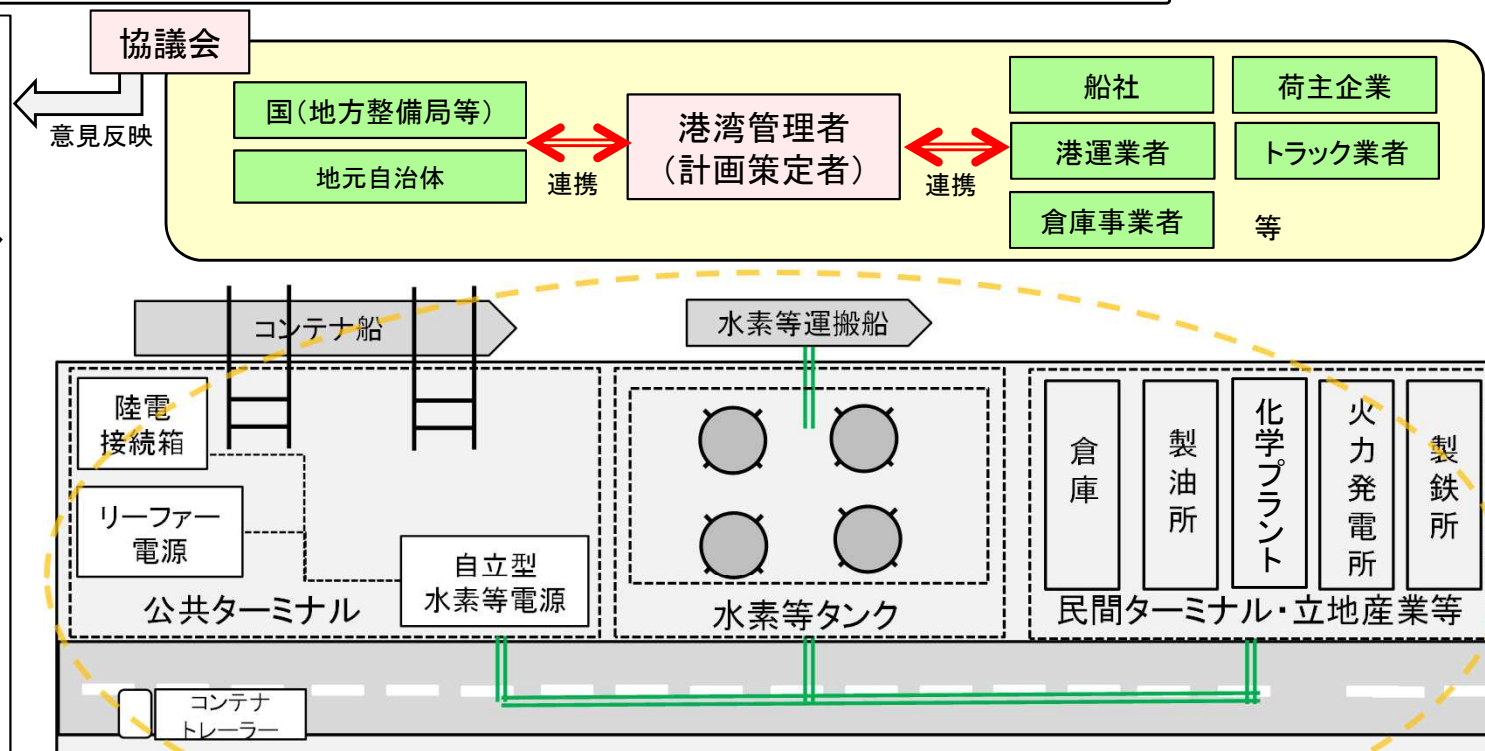 協議会
意見反映
国(地方整備局等)
地元自治体
連携
港湾管理者
(計画策定者)
連携
船社
荷主企業
港運業者
トラック業者
倉庫事業者
等
コンテナ船
水素等運搬船
陸電
接続箱
リーファー
電源
自立型
水素等電源
公共ターミナル
水素等タンク
倉庫
製油所
化学プラント
火力発電所
製鉄所
民間ターミナル・立地産業等
コンテナ
トレーラー